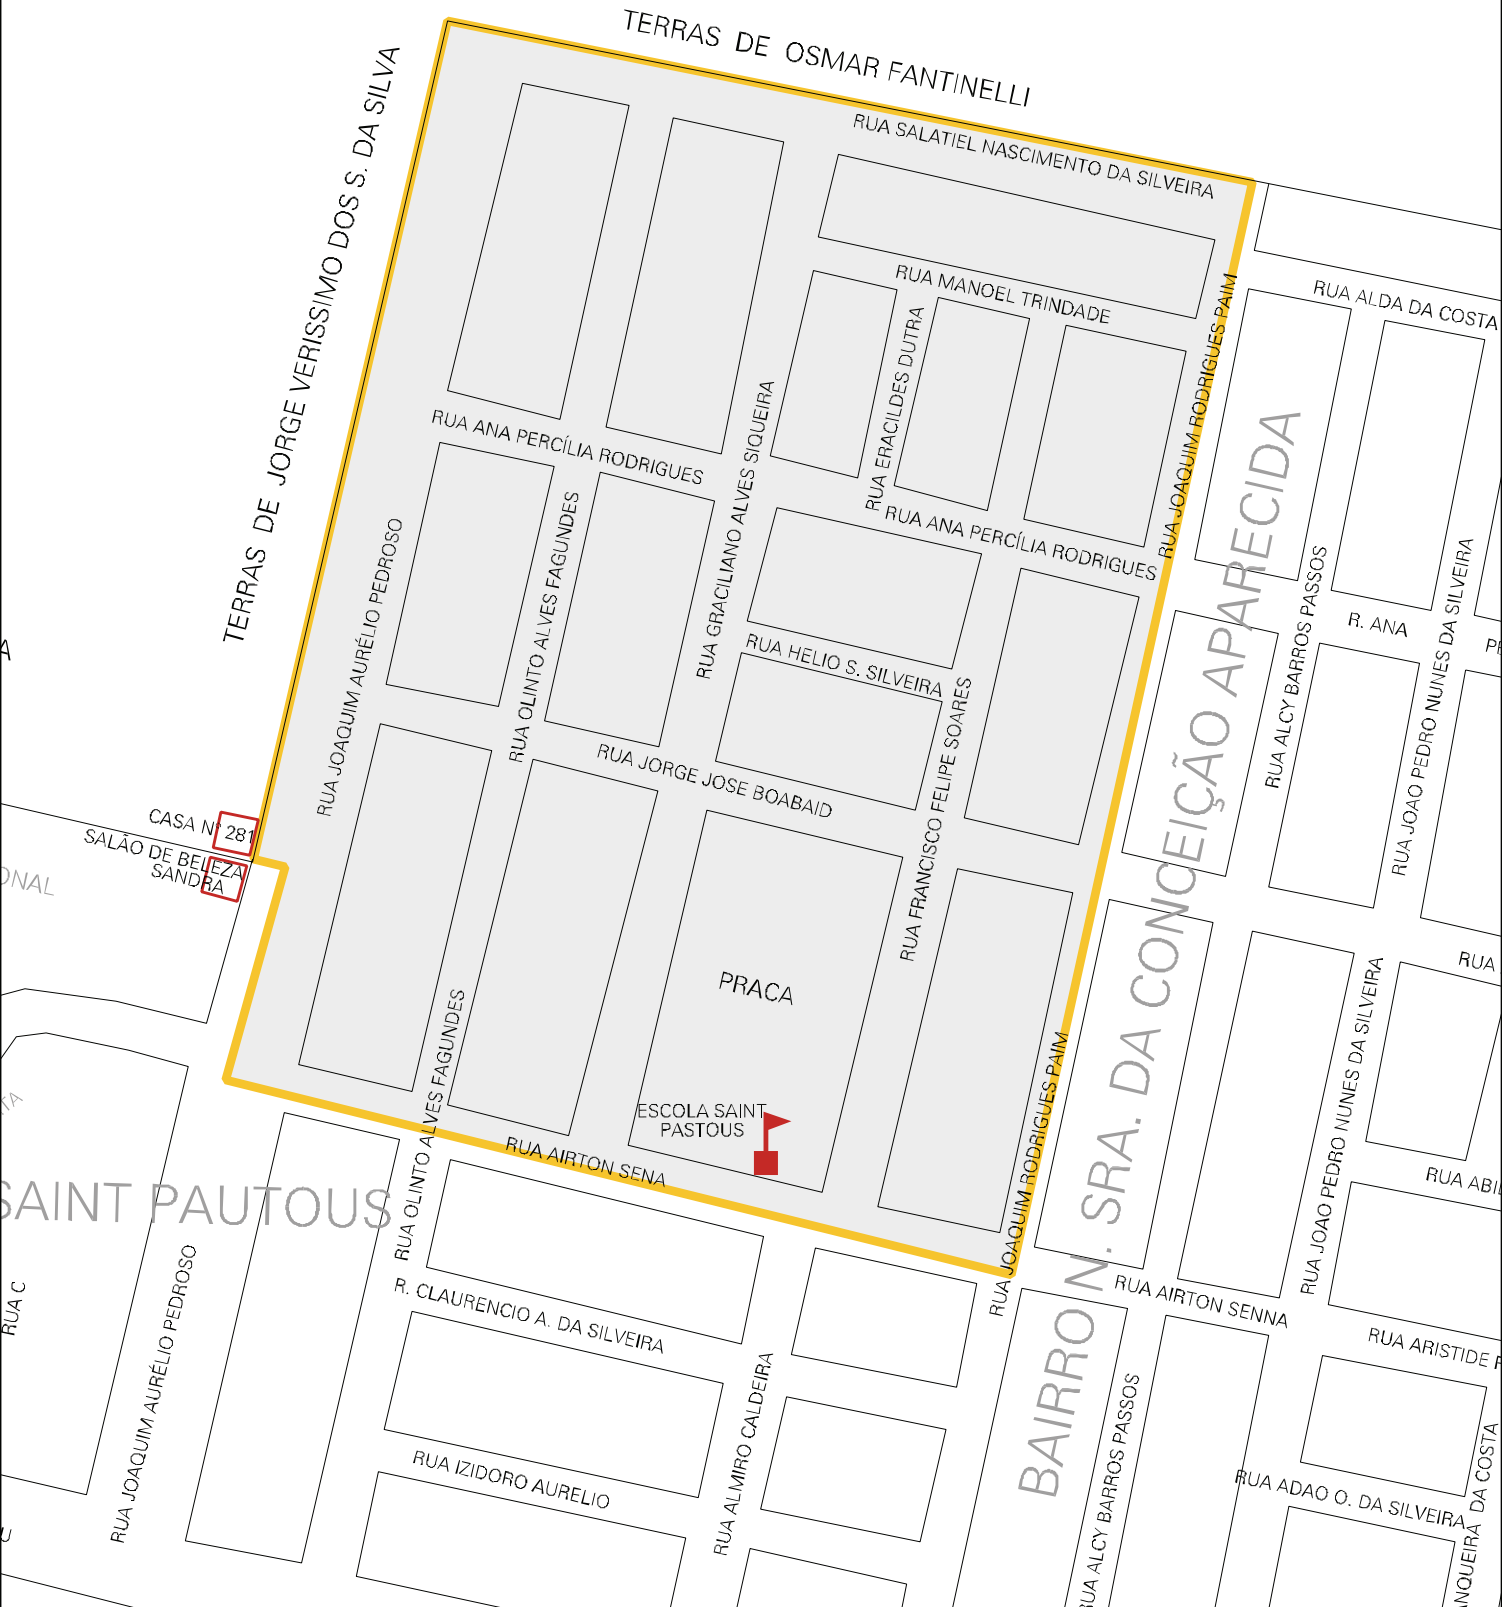 TERRAS DE OSMAR FANTINELLI
TERRAS DE JORGE VERISSIMO DOS S. DA SILVA
RUA SALATIEL NASCIMENTO DA SILVEIRA
RUA MANOEL TRINDADE
RUA ALDA DA COSTA
RUA JOAQUIM RODRIGUES PAIM
RUA ERACILDES DUTRA
RUA GRACILIANO ALVES SIQUEIRA
RUA ANA PERCÍLIA RODRIGUES
RUA ANA PERCÍLIA RODRIGUES
RUA OLINTO ALVES FAGUNDES
RUA JOAQUIM AURÉLIO PEDROSO
RUA HELIO S. SILVEIRA
RUA FRANCISCO FELIPE SOARES
RUA JORGE JOSE BOABAID
RUA ALCY BARROS PASSOS
R. ANA
PE
RUA JOAO PEDRO NUNES DA SILVEIRA
A
CASA Nº 281
SALÃO DE BELEZA
SANDRA
ONAL
TA
PRACA
ESCOLA SAINT
PASTOUS
RUA
RUA JOAO PEDRO NUNES DA SILVEIRA
RUA OLINTO ALVES FAGUNDES
RUA JOAQUIM RODRIGUES PAIM
RUA AIRTON SENA
BAIRRO N. SRA. DA CONCEIÇÃO APARECIDA
RUA ABI
SAINT PAUTOUS
RUA C
RUA JOAQUIM AURÉLIO PEDROSO
R. CLAURENCIO A. DA SILVEIRA
RUA AIRTON SENNA
RUA ARISTIDE
RUA ALMIRO CALDEIRA
RUA ALCY BARROS PASSOS
RUA IZIDORO AURELIO
RUA ADAO O. DA SILVEIRA
NQUEIRA DA COSTA
U